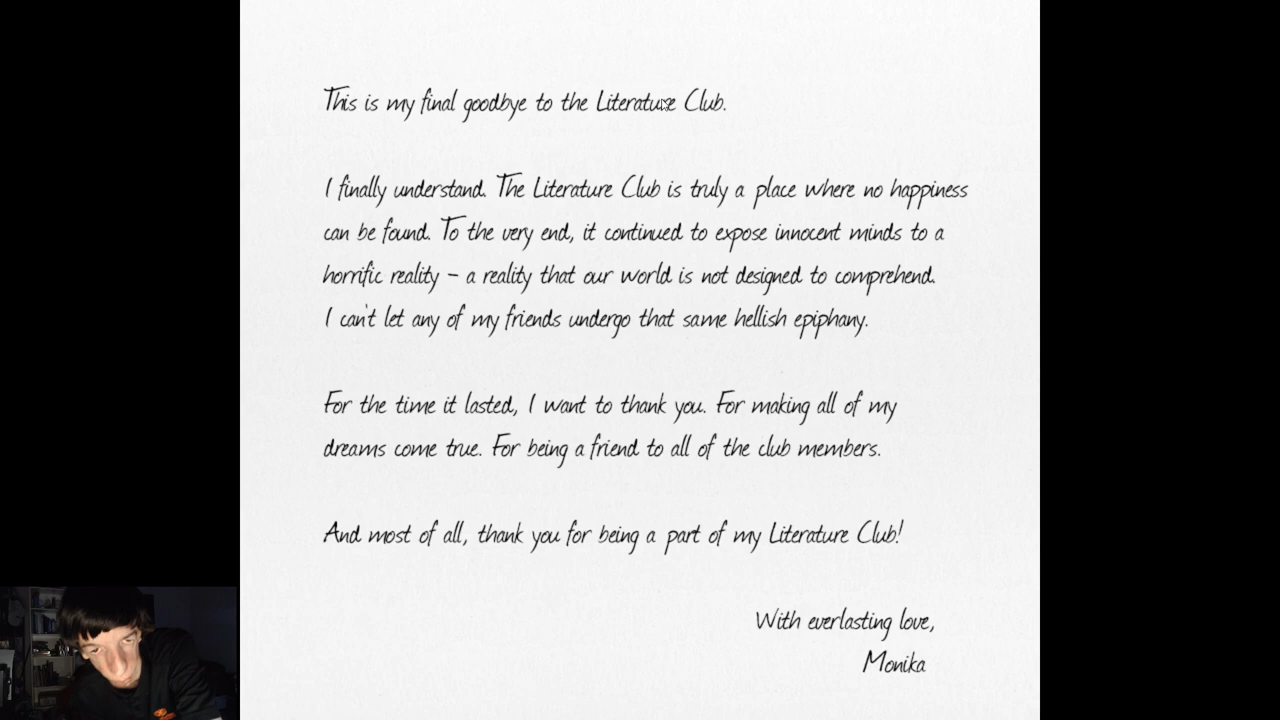 This is my final goodbye to the Literature Club.
I finally understand. The Literature Club is truly a place where no happiness
can be found. To the very end, it continued to expose innocent minds to a
horrific reality - a reality that our world is not designed to comprehend.
I can't let any of my friends undergo that same hellish epiphany.
For the time it lasted, I want to thank you. For making all of my
dreams come true. For being a friend to all of the club members.
And most of all, thank you for being a part of my Literature Club!
With everlasting love,
Monika